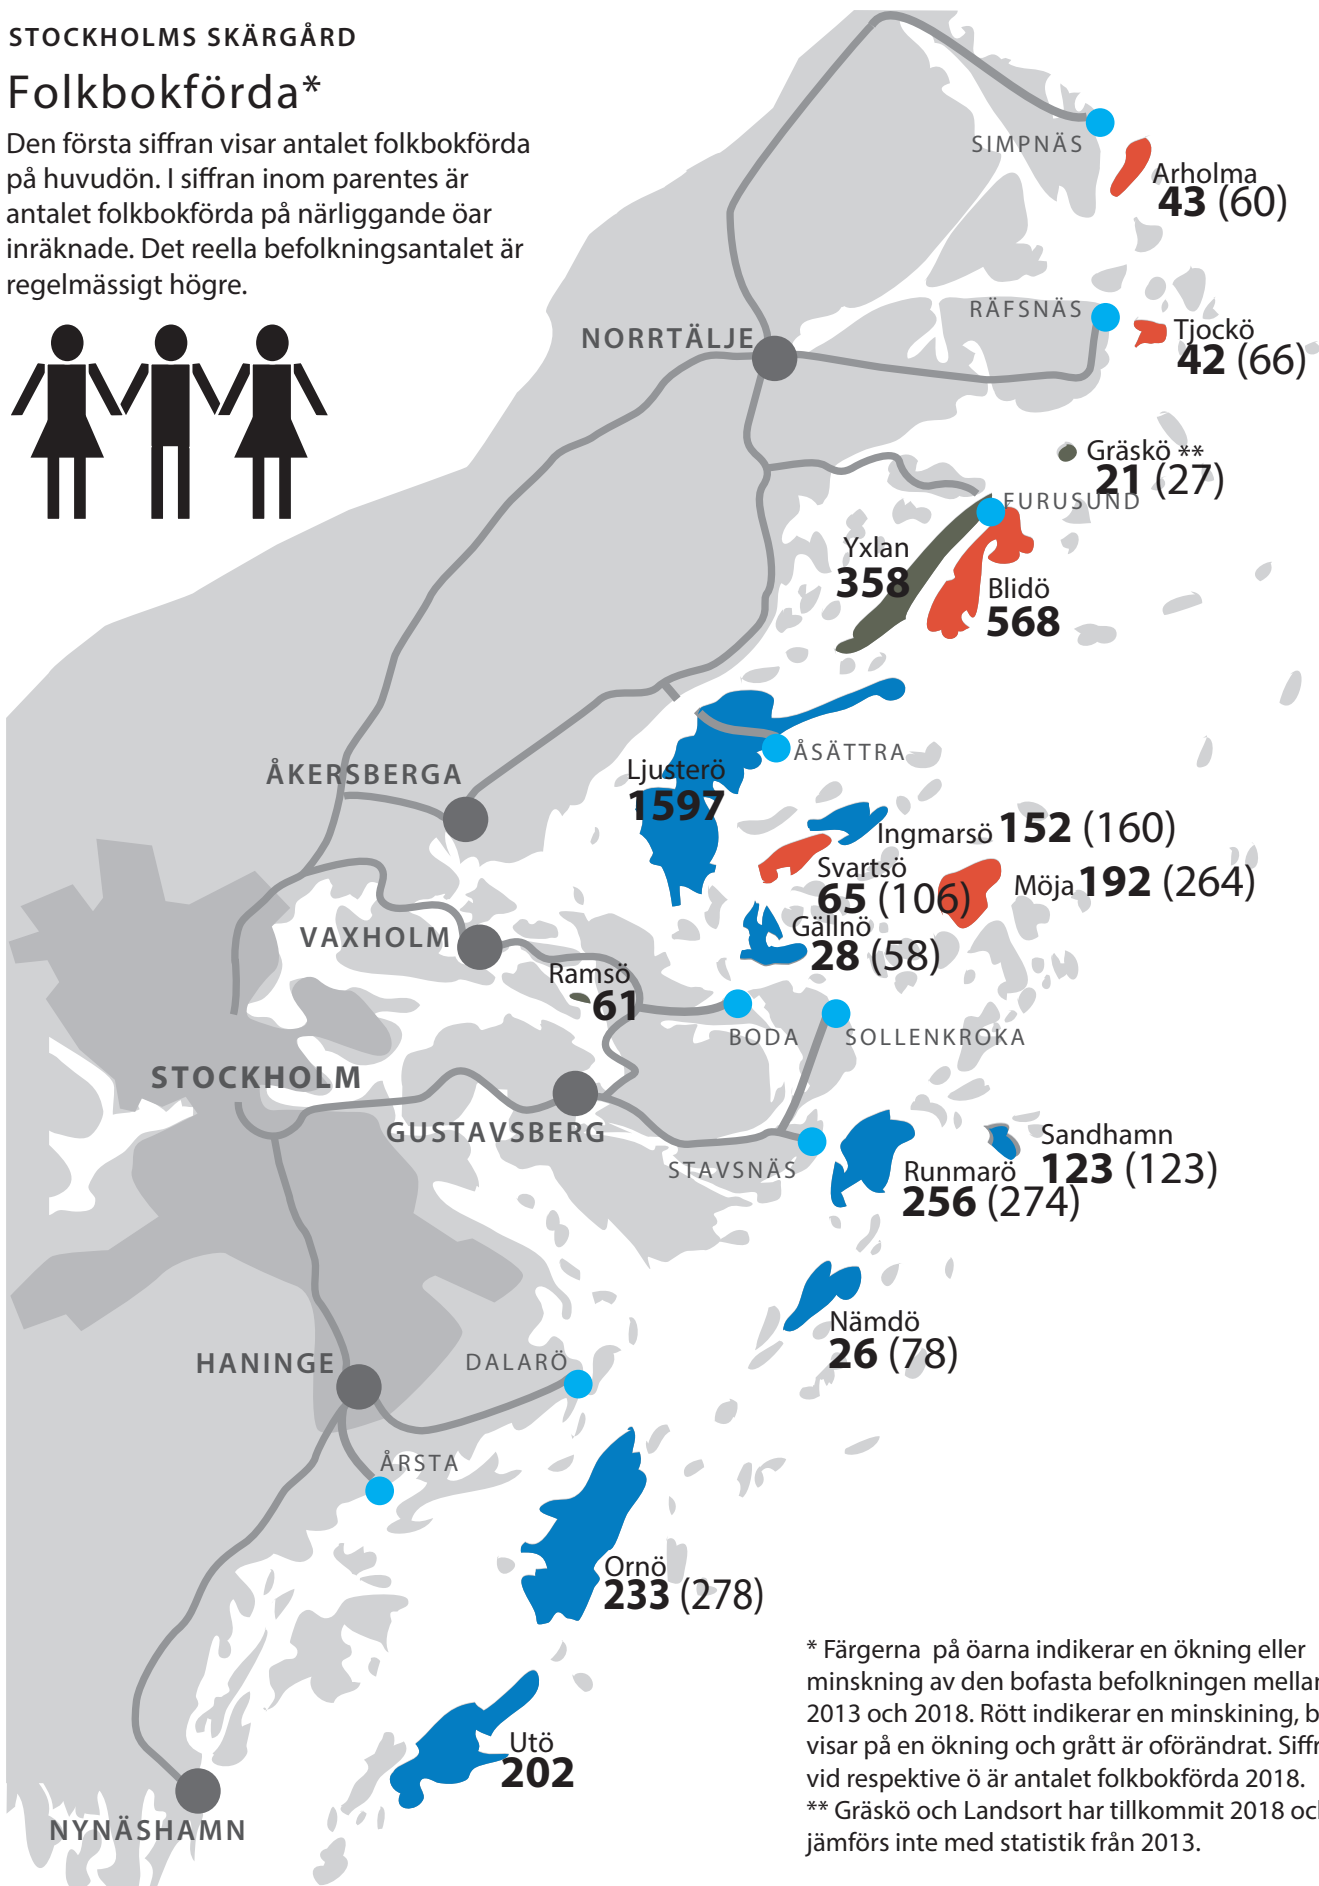 STOCKHOLMS SKÄRGÅRD
Folkbokförda*
Den första siffran visar antalet folkbokförda
på huvudön. I siffran inom parentes är
antalet folkbokförda på närliggande öar
inräknade. Det reella befolkningsantalet är
regelmässigt högre.
SIMPNÄS
Arholma
43 (60)
RÄFSNÄS
NORRTÄLJE
Tjockö
42 (66)
Gräskö **
21 (27)
FURUSUND
Yxlan
358
Blidö
568
ÅSÄTTRA
ÅKERSBERGA
Ljusterö
1597
Ingmarsö 152 (160)
Svartsö
65 (106)
Möja 192 (264)
Gällnö
28 (58)
VAXHOLM
Ramsö
61
BODA
SOLLENKROKA
STOCKHOLM
GUSTAVSBERG
STAVSNÄS
Sandhamn
123 (123)
Runmarö
256 (274)
Nämdö
26 (78)
HANINGE
DALARÖ
ÅRSTA
Ornö
233 (278)
Utö
202
NYNÄSHAMN
* Färgerna på öarna indikerar en ökning eller
minskning av den bofasta befolkningen mellan
2013 och 2018. Rött indikerar en minskining, b
visar på en ökning och grått är oförändrat. Siffr
vid respektive ö är antalet folkbokförda 2018.
** Gräskö och Landsort har tillkommit 2018 och
jämförs inte med statistik från 2013.